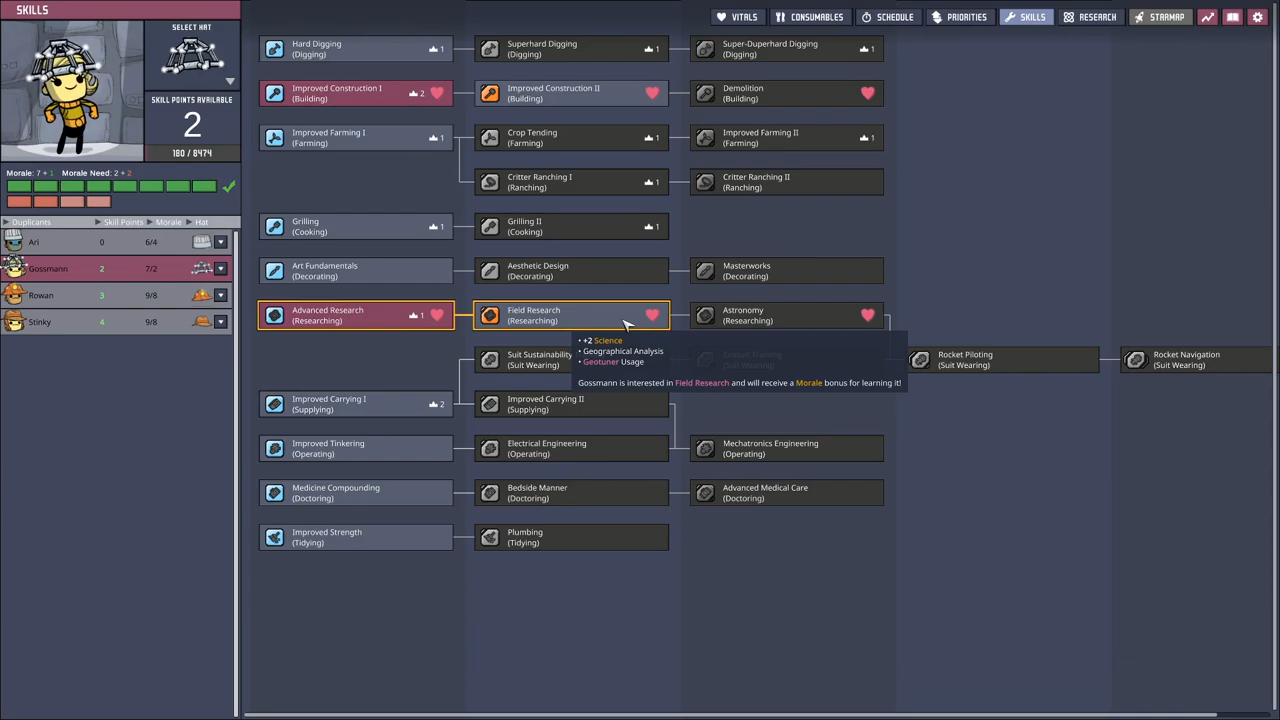 SKILLS
VITALS
CONSUMABLES
SCHEDULE
PRIORITIES
SKILLS
RESEARCH
STARMAP
SELECT HAT
SKILL POINTS
AVAILABLE
2
180 / 8474
Morale: 7 + 1
Morale Need: 2 + 2
Duplicants
Skill Points
Morale
Hat
Ari 0 6/4
Gossmann 2 7/2
Rowan 3 9/8
Stinky 4 9/8
Hard Digging
(Digging)
1
Superhard Digging
(Digging)
1
Super-Duperhard Digging
(Digging)
1
Improved Construction I
(Building)
2
Improved Construction II
(Building)
Demolition
(Building)
Improved Farming I
(Farming)
1
Crop Tending
(Farming)
1
Improved Farming II
(Farming)
1
Critter Ranching I
(Ranching)
1
Critter Ranching II
(Ranching)
Grilling
(Cooking)
1
Grilling II
(Cooking)
1
Art Fundamentals
(Decorating)
Aesthetic Design
(Decorating)
Masterworks
(Decorating)
Advanced Research
(Researching)
1
Field Research
(Researching)
Astronomy
(Researching)
• +2 Science
• Geographical Analysis
• Geotuner Usage
Gossmann is interested in Field Research and will receive a Morale bonus for learning it!
Suit Sustainability
(Suit Wearing)
(Suit Wearing)
Rocket Piloting
(Suit Wearing)
Rocket Navigation
(Suit Wearing)
Improved Carrying I
(Supplying)
2
Improved Carrying II
(Supplying)
Improved Tinkering
(Operating)
Electrical Engineering
(Operating)
Mechatronics Engineering
(Operating)
Medicine Compounding
(Doctoring)
Bedside Manner
(Doctoring)
Advanced Medical Care
(Doctoring)
Improved Strength
(Tidying)
Plumbing
(Tidying)